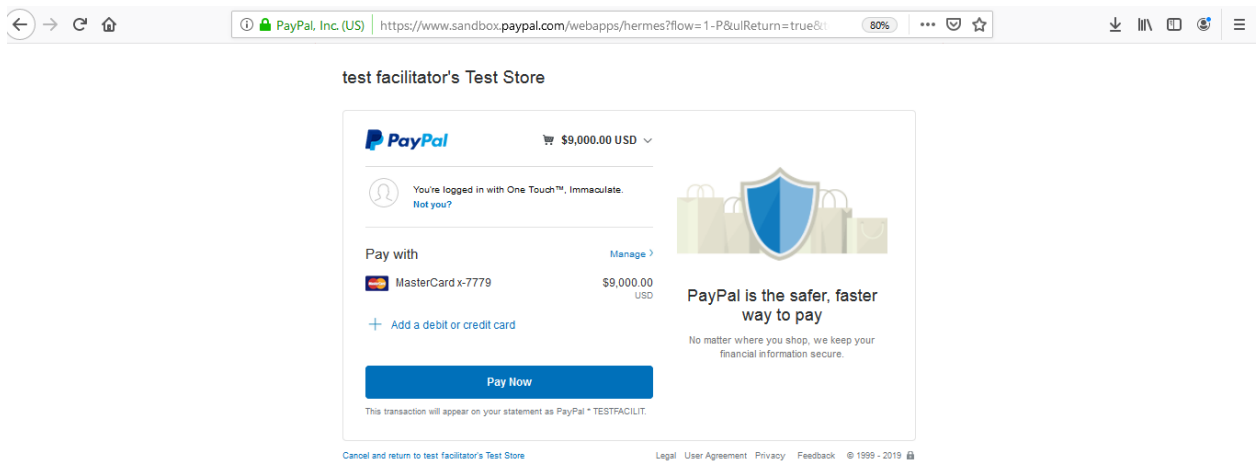 PayPal, Inc. (US) https://www.sandbox.paypal.com/webapps/hermes?flow=1-P&ulReturn=true& 80%
test facilitator's Test Store
PayPal $9,000.00 USD
You're logged in with One Touch™, Immaculate.
Not you?
Pay with Manage
MasterCard x-7779 $9,000.00
USD
Add a debit or credit card
Pay Now
This transaction will appear on your statement as PayPal * TESTFACILIT.
PayPal is the safer, faster
way to pay
No matter where you shop, we keep your
financial information secure.
Cancel and return to test facilitator's Test Store Legal User Agreement Privacy Feedback © 1999 - 2019